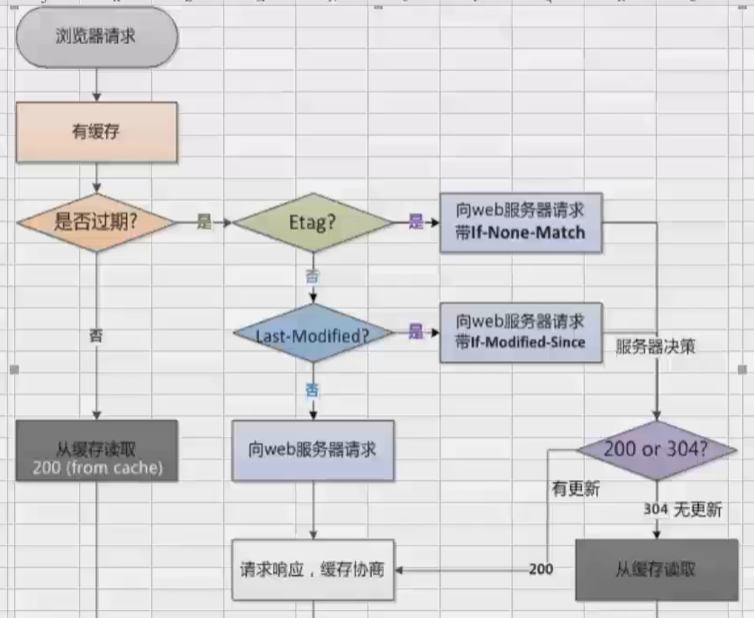 浏览器请求
有缓存
是否过期?
是
Etag?
是
向web服务器请求
带If-None-Match
否
否
Last-Modified?
是
向web服务器请求
带If-Modified-Since
服务器决策
否
从缓存读取
200 (from cache)
向web服务器请求
200 or 304?
有更新
304 无更新
请求响应，缓存协商
200
从缓存读取